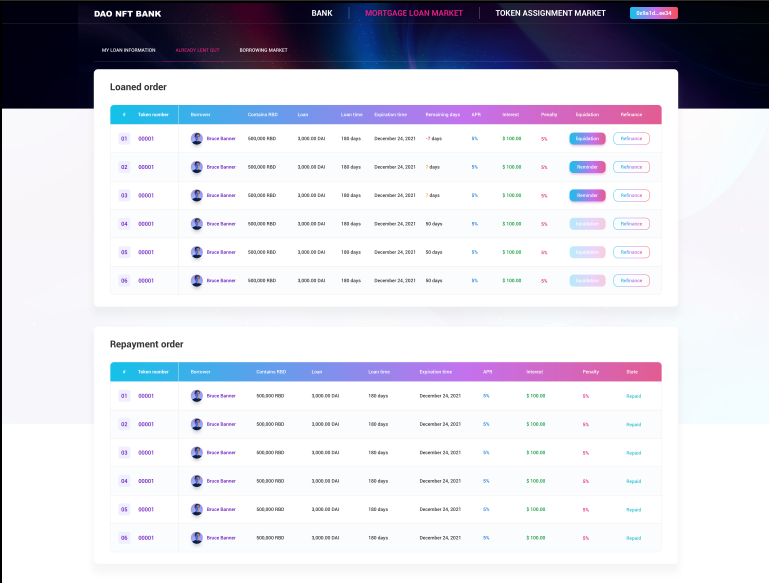 DAO NFT BANK
BANK MORTGAGE LOAN MARKET TOKEN ASSIGNMENT MARKET 0x0x1d...ee34
MY LOAN INFORMATION ALREADY LENT OUT BORROWING MARKET
Loaned order
# Token number Borrower Contains RBD Loan Loan time Expiration time Remaining days APR Interest Penalty liquidation Refinance
01 00001 Bruce Banner 500,000 RBD 3,000.00 DAI 180 days December 24, 2021 -7 days 5% $ 100.00 5% liquidation Refinance
02 00001 Bruce Banner 500,000 RBD 3,000.00 DAI 180 days December 24, 2021 7 days 5% $ 100.00 5% Reminder Refinance
03 00001 Bruce Banner 500,000 RBD 3,000.00 DAI 180 days December 24, 2021 7 days 5% $ 100.00 5% Reminder Refinance
04 00001 Bruce Banner 500,000 RBD 3,000.00 DAI 180 days December 24, 2021 50 days 5% $ 100.00 5% liquidation Refinance
05 00001 Bruce Banner 500,000 RBD 3,000.00 DAI 180 days December 24, 2021 50 days 5% $ 100.00 5% liquidation Refinance
06 00001 Bruce Banner 500,000 RBD 3,000.00 DAI 180 days December 24, 2021 50 days 5% $ 100.00 5% liquidation Refinance
Repayment order
# Token number Borrower Contains RBD Loan Loan time Expiration time APR Interest Penalty State
01 00001 Bruce Banner 500,000 RBD 3,000.00 DAI 180 days December 24, 2021 5% $ 100.00 5% Repaid
02 00001 Bruce Banner 500,000 RBD 3,000.00 DAI 180 days December 24, 2021 5% $ 100.00 5% Repaid
03 00001 Bruce Banner 500,000 RBD 3,000.00 DAI 180 days December 24, 2021 5% $ 100.00 5% Repaid
04 00001 Bruce Banner 500,000 RBD 3,000.00 DAI 180 days December 24, 2021 5% $ 100.00 5% Repaid
05 00001 Bruce Banner 500,000 RBD 3,000.00 DAI 180 days December 24, 2021 5% $ 100.00 5% Repaid
06 00001 Bruce Banner 500,000 RBD 3,000.00 DAI 180 days December 24, 2021 5% $ 100.00 5% Repaid